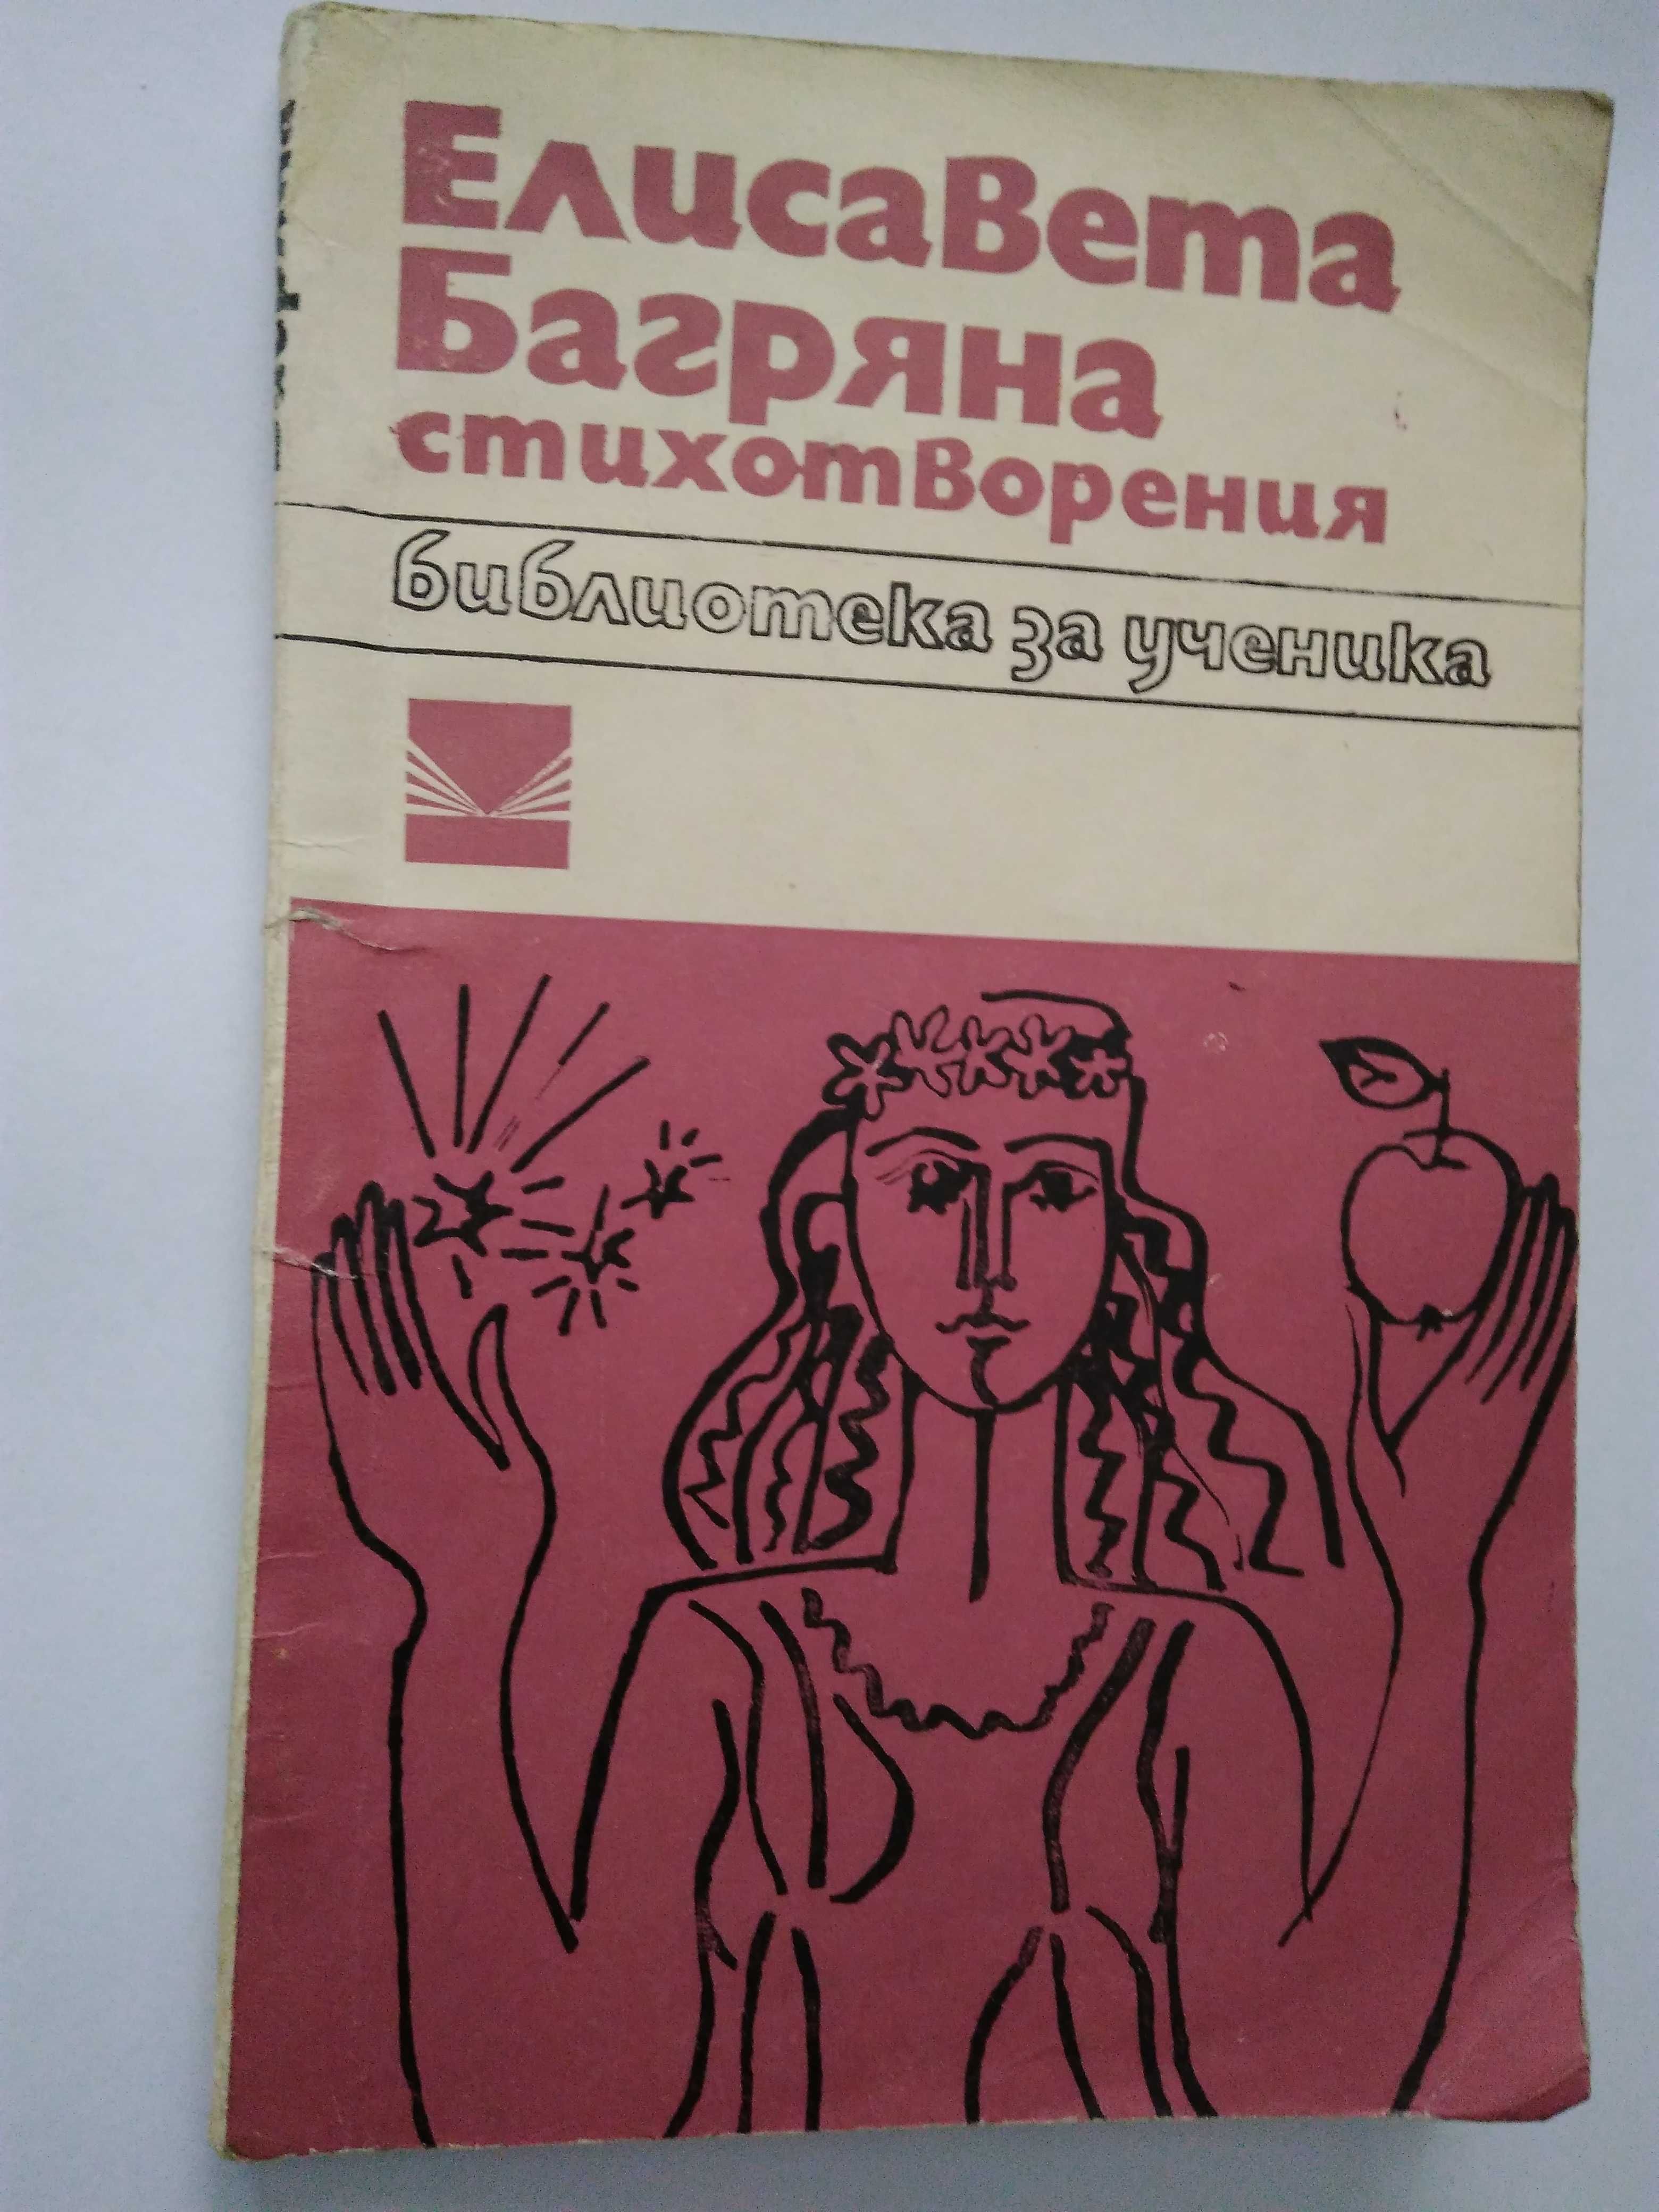 Елисавета
Багряна
стихотворения
библиотека за ученика